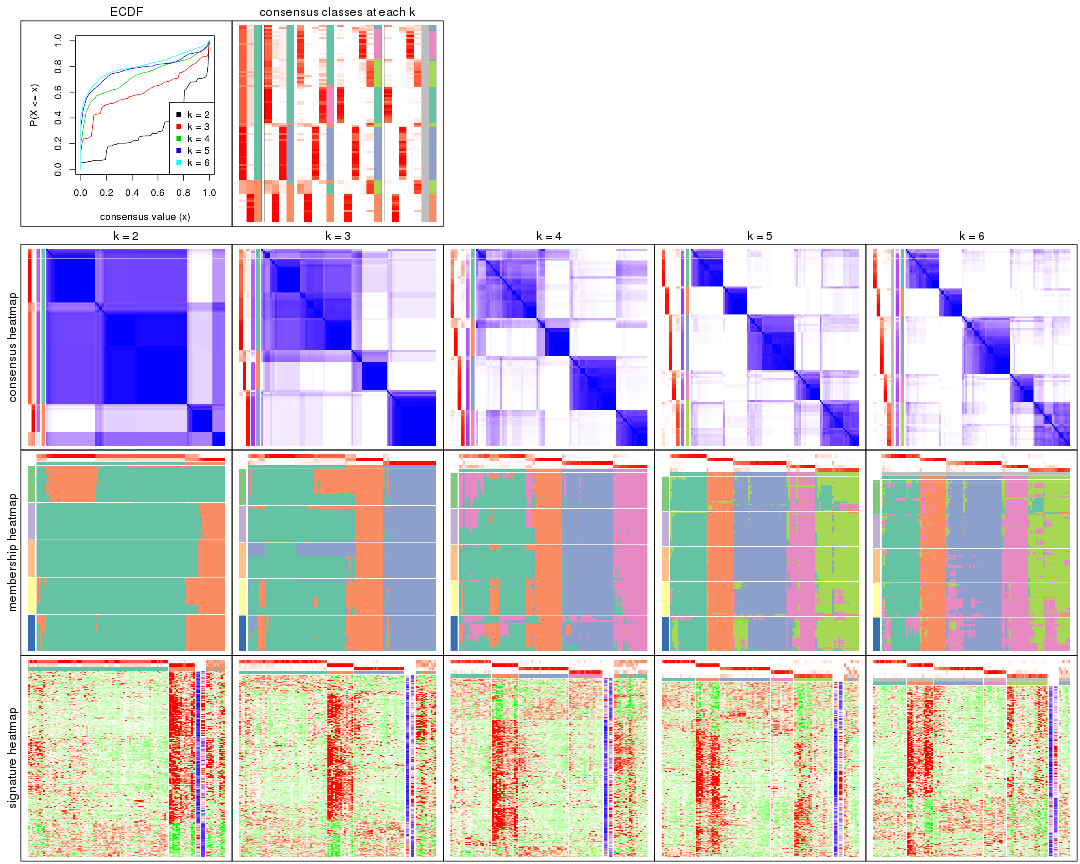 ECDF
consensus classes at each k
P(X <= x)
0.0 0.2 0.4 0.6 0.8 1.0
k = 2
k = 3
k = 4
k = 5
k = 6
0.0 0.2 0.4 0.6 0.8 1.0
consensus value (x)
k = 2 k = 3 k = 4 k = 5 k = 6
consensus heatmap
membership heatmap
signature heatmap